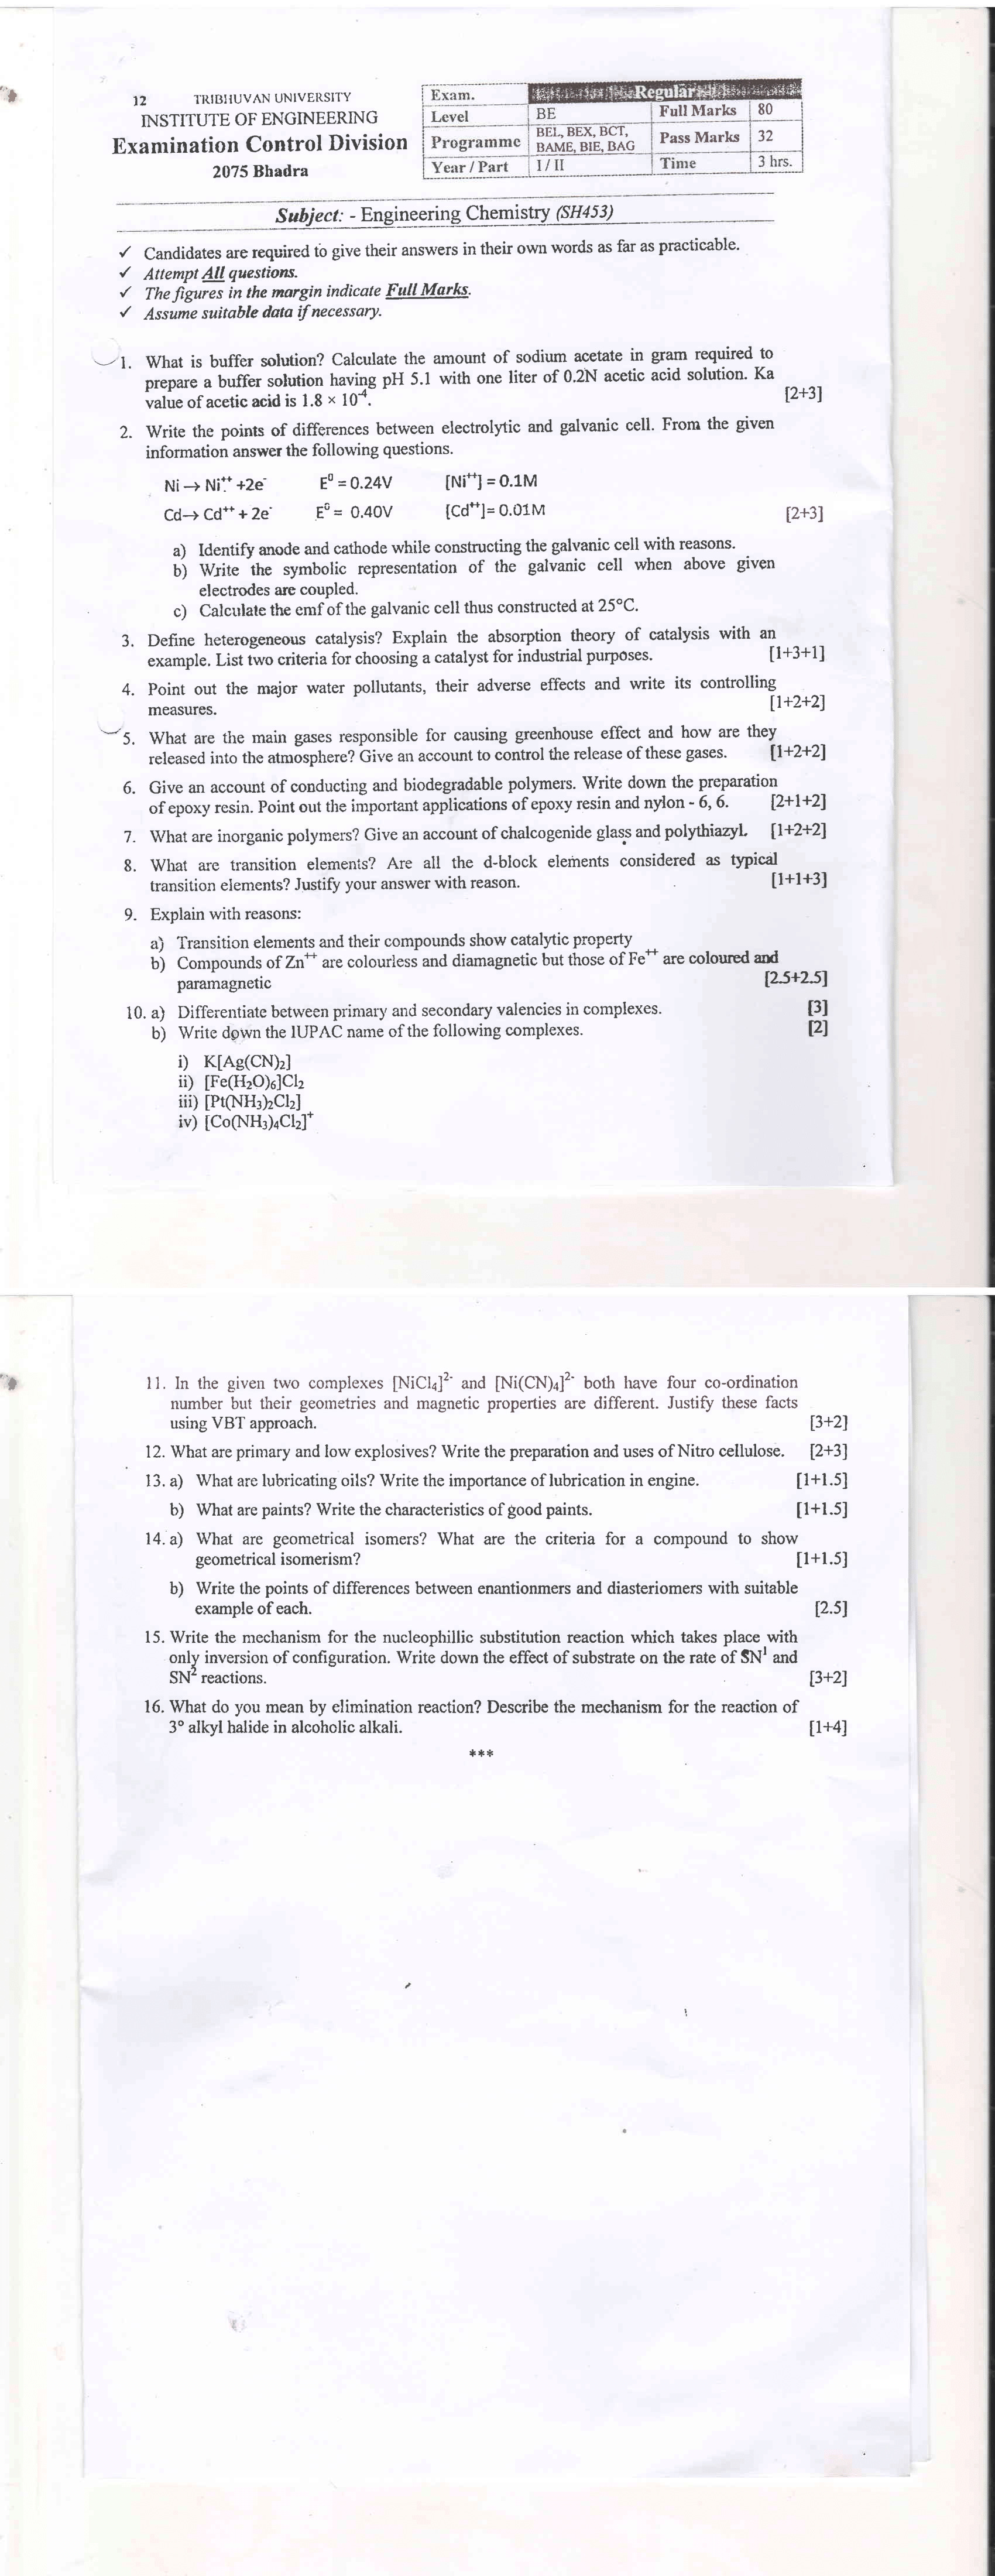 12 TRIBHUVAN UNIVERSITY
INSTITUTE OF ENGINEERING
Examination Control Division
2075 Bhadra
Exam. Regular
Level BE Full Marks 80
Programme BEL, BEX, BCT, BAME, BIE, BAG Pass Marks 32
Year / Part I / II Time 3 hrs.
Subject: - Engineering Chemistry (SH453)
✓ Candidates are required to give their answers in their own words as far as practicable.
✓ Attempt All questions.
✓ The figures in the margin indicate Full Marks.
✓ Assume suitable data if necessary.
1. What is buffer solution? Calculate the amount of sodium acetate in gram required to
prepare a buffer solution having pH 5.1 with one liter of 0.2N acetic acid solution. Ka
value of acetic acid is 1.8 × 10⁻⁴. [2+3]
2. Write the points of differences between electrolytic and galvanic cell. From the given
information answer the following questions.
Ni → Ni⁺⁺ +2e⁻ E⁰ = 0.24V [Ni⁺⁺] = 0.1M
Cd→ Cd⁺⁺ + 2e⁻ E⁰ = 0.40V [Cd⁺⁺]= 0.01M [2+3]
a) Identify anode and cathode while constructing the galvanic cell with reasons.
b) Write the symbolic representation of the galvanic cell when above given
electrodes are coupled.
c) Calculate the emf of the galvanic cell thus constructed at 25°C.
3. Define heterogeneous catalysis? Explain the absorption theory of catalysis with an
example. List two criteria for choosing a catalyst for industrial purposes. [1+3+1]
4. Point out the major water pollutants, their adverse effects and write its controlling
measures. [1+2+2]
5. What are the main gases responsible for causing greenhouse effect and how are they
released into the atmosphere? Give an account to control the release of these gases. [1+2+2]
6. Give an account of conducting and biodegradable polymers. Write down the preparation
of epoxy resin. Point out the important applications of epoxy resin and nylon - 6, 6. [2+1+2]
7. What are inorganic polymers? Give an account of chalcogenide glass and polythiazyl. [1+2+2]
8. What are transition elements? Are all the d-block elements considered as typical
transition elements? Justify your answer with reason. [1+1+3]
9. Explain with reasons:
a) Transition elements and their compounds show catalytic property
b) Compounds of Zn⁺⁺ are colourless and diamagnetic but those of Fe⁺⁺ are coloured and
paramagnetic [2.5+2.5]
10. a) Differentiate between primary and secondary valencies in complexes. [3]
b) Write down the IUPAC name of the following complexes. [2]
i) K[Ag(CN)₂]
ii) [Fe(H₂O)₆]Cl₂
iii) [Pt(NH₃)₂Cl₂]
iv) [Co(NH₃)₄Cl₂]⁺
11. In the given two complexes [NiCl₄]²⁻ and [Ni(CN)₄]²⁻ both have four co-ordination
number but their geometries and magnetic properties are different. Justify these facts
using VBT approach. [3+2]
12. What are primary and low explosives? Write the preparation and uses of Nitro cellulose. [2+3]
13. a) What are lubricating oils? Write the importance of lubrication in engine. [1+1.5]
b) What are paints? Write the characteristics of good paints. [1+1.5]
14. a) What are geometrical isomers? What are the criteria for a compound to show
geometrical isomerism? [1+1.5]
b) Write the points of differences between enantionmers and diasteriomers with suitable
example of each. [2.5]
15. Write the mechanism for the nucleophillic substitution reaction which takes place with
only inversion of configuration. Write down the effect of substrate on the rate of SN¹ and
SN² reactions. [3+2]
16. What do you mean by elimination reaction? Describe the mechanism for the reaction of
3° alkyl halide in alcoholic alkali. [1+4]
***